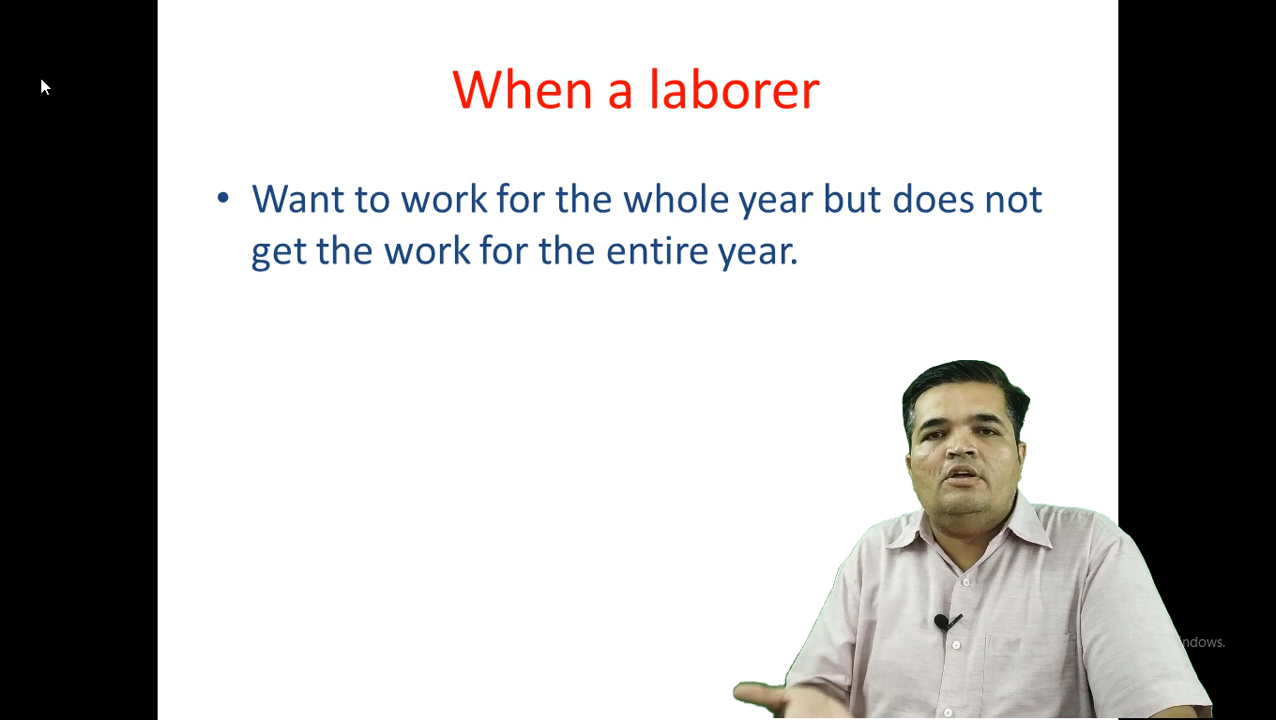 When a laborer
• Want to work for the whole year but does not
get the work for the entire year.
ndows.